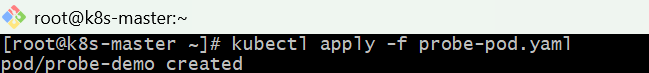 root@k8s-master:~
[root@k8s-master ~]# kubectl apply -f probe-pod.yaml
pod/probe-demo created